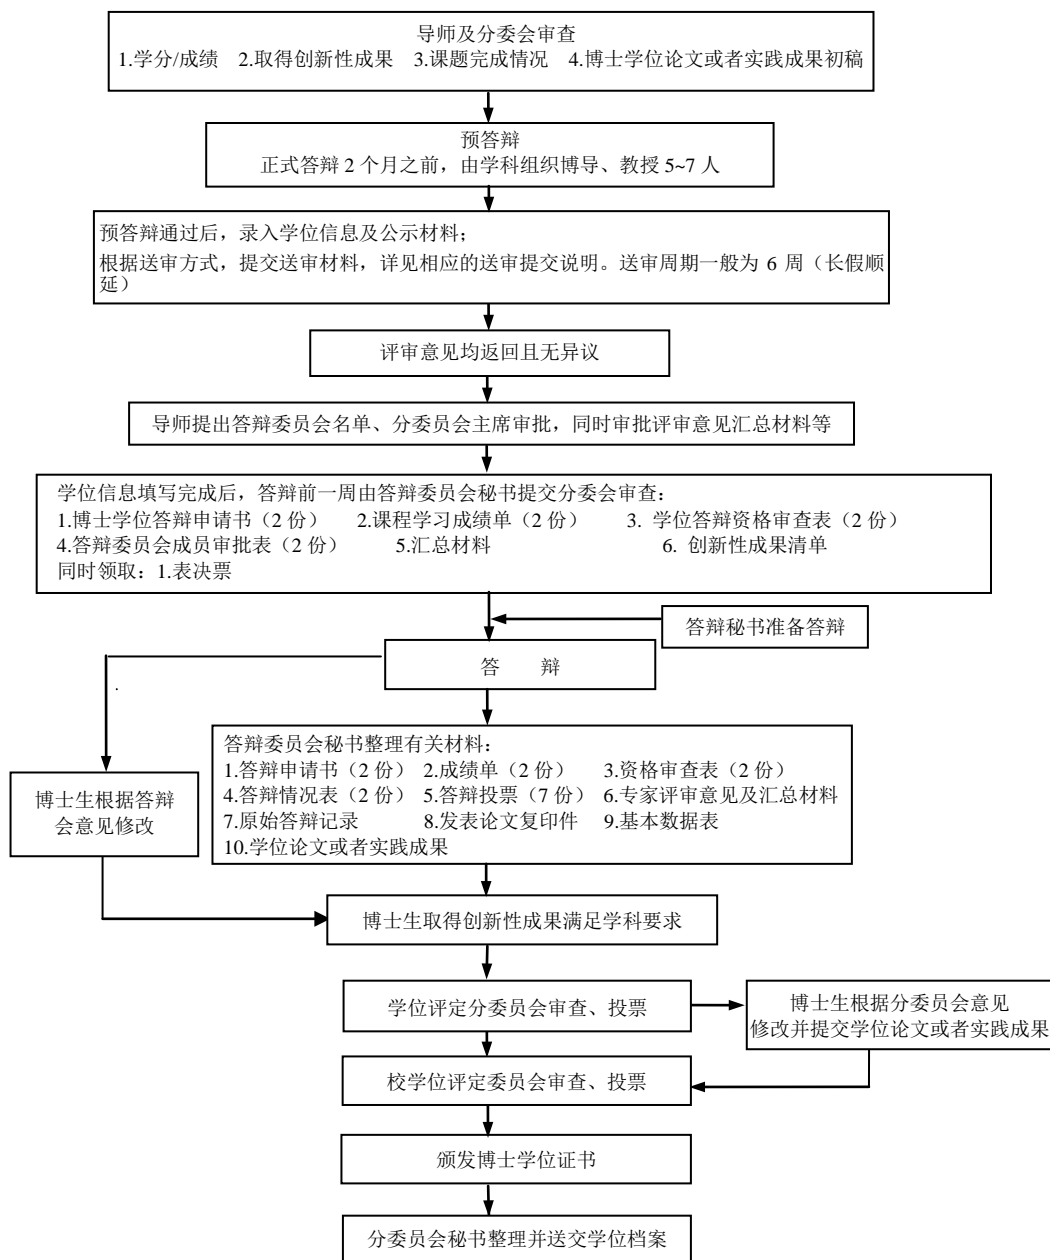 导师及分委会审查
1.学分/成绩 2.取得创新性成果 3.课题完成情况 4.博士学位论文或者实践成果初稿
预答辩
正式答辩 2 个月之前，由学科组织博导、教授 5~7 人
预答辩通过后，录入学位信息及公示材料；
根据送审方式，提交送审材料，详见相应的送审提交说明。送审周期一般为 6 周（长假顺
延）
评审意见均返回且无异议
导师提出答辩委员会名单、分委员会主席审批，同时审批评审意见汇总材料等
学位信息填写完成后，答辩前一周由答辩委员会秘书提交分委会审查：
1.博士学位答辩申请书（2 份） 2.课程学习成绩单（2 份） 3. 学位答辩资格审查表（2 份）
4.答辩委员会成员审批表（2 份） 5.汇总材料 6. 创新性成果清单
同时领取：1.表决票
答辩秘书准备答辩
答 辩
.
答辩委员会秘书整理有关材料：
1.答辩申请书（2 份） 2.成绩单（2 份） 3.资格审查表（2 份）
4.答辩情况表（2 份） 5.答辩投票（7 份） 6.专家评审意见及汇总材料
7.原始答辩记录 8.发表论文复印件 9.基本数据表
10.学位论文或者实践成果
博士生根据答辩
会意见修改
博士生取得创新性成果满足学科要求
学位评定分委员会审查、投票
博士生根据分委员会意见
修改并提交学位论文或者实践成果
校学位评定委员会审查、投票
颁发博士学位证书
分委员会秘书整理并送交学位档案